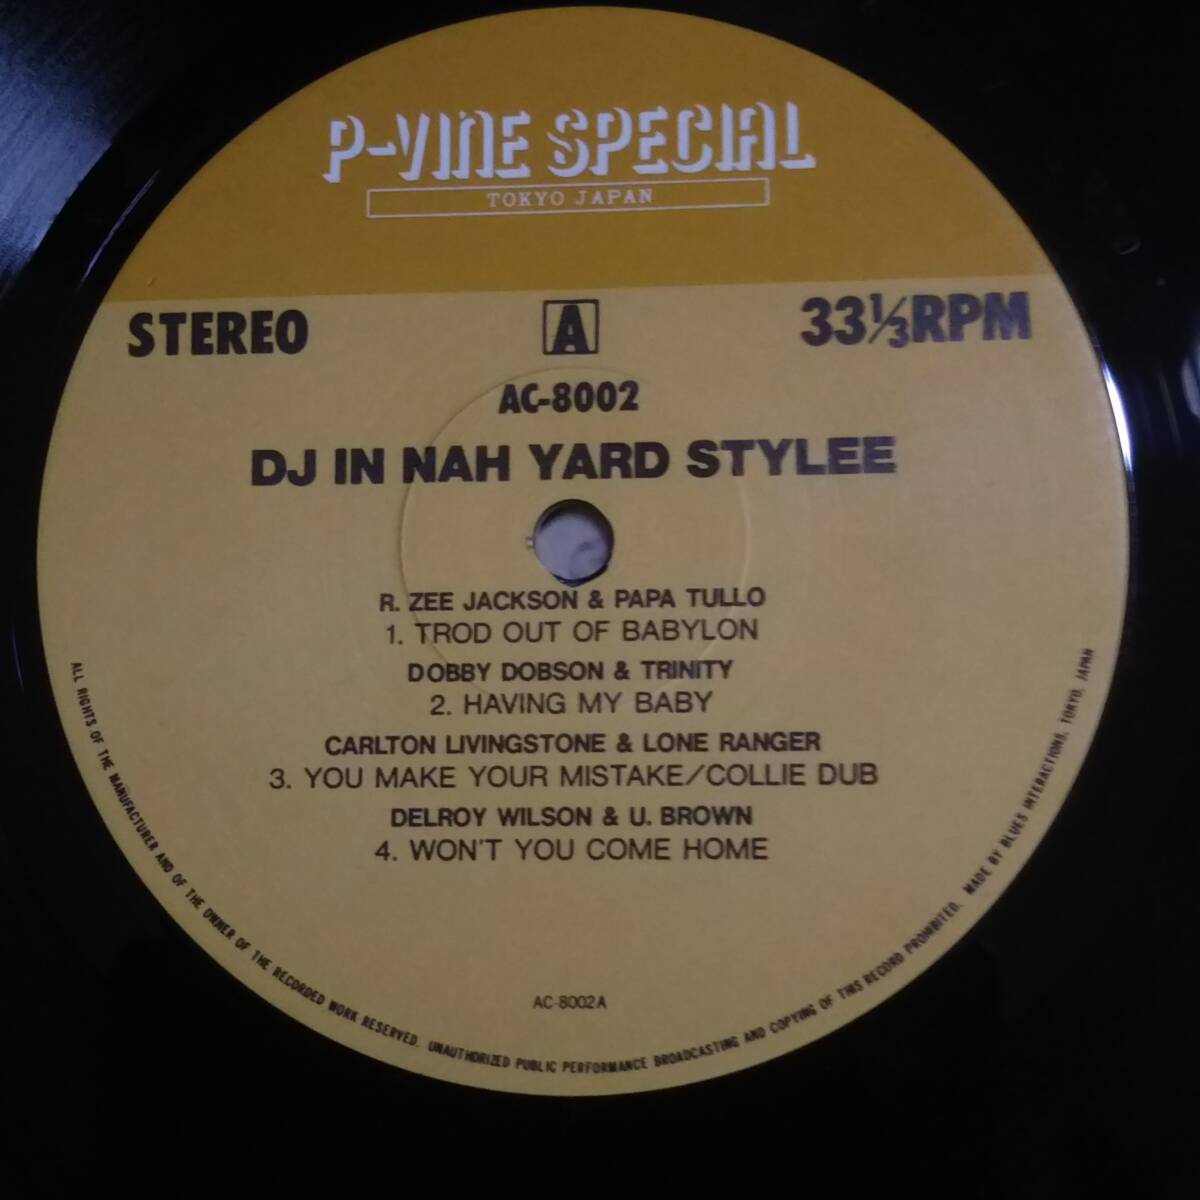 P-VINE SPECIAL
TOKYO JAPAN
STEREO
A
33⅓RPM
AC-8002
DJ IN NAH YARD STYLEE
R. ZEE JACKSON & PAPA TULLO
1. TROD OUT OF BABYLON
DOBBY DOBSON & TRINITY
2. HAVING MY BABY
CARLTON LIVINGSTONE & LONE RANGER
3. YOU MAKE YOUR MISTAKE/COLLIE DUB
DELROY WILSON & U. BROWN
4. WON'T YOU COME HOME
AC-8002A
ALL RIGHTS OF THE MANUFACTURER AND OF THE OWNER OF THE RECORDED WORK RESERVED. UNAUTHORIZED PUBLIC PERFORMANCE BROADCASTING AND COPYING OF THIS RECORD PROHIBITED. MADE BY BLUES INTERACTIONS, TOKYO, JAPAN